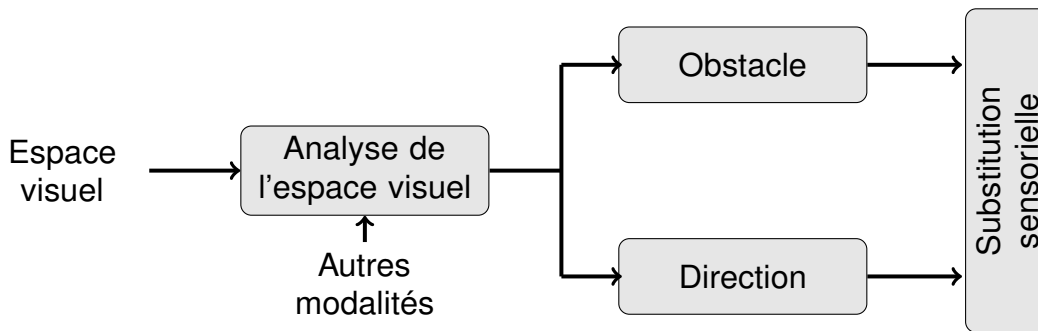 Espace
visuel
Analyse de
l'espace visuel
Autres
modalités
Obstacle
Direction
Substitution
sensorielle